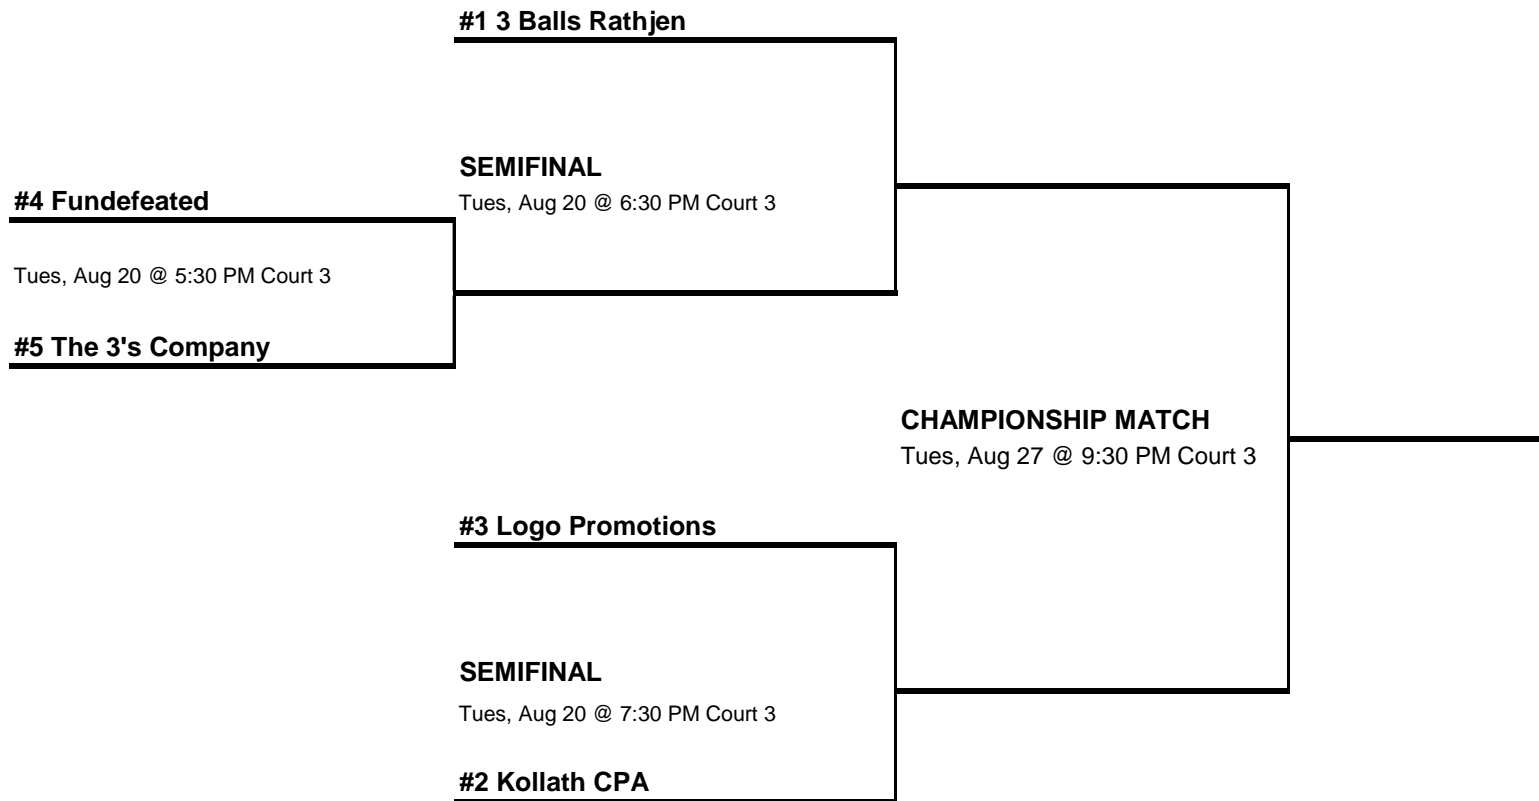 #1 3 Balls Rathjen
SEMIFINAL
#4 Fundefeated
Tues, Aug 20 @ 6:30 PM Court 3
Tues, Aug 20 @ 5:30 PM Court 3
#5 The 3's Company
CHAMPIONSHIP MATCH
Tues, Aug 27 @ 9:30 PM Court 3
#3 Logo Promotions
SEMIFINAL
Tues, Aug 20 @ 7:30 PM Court 3
#2 Kollath CPA